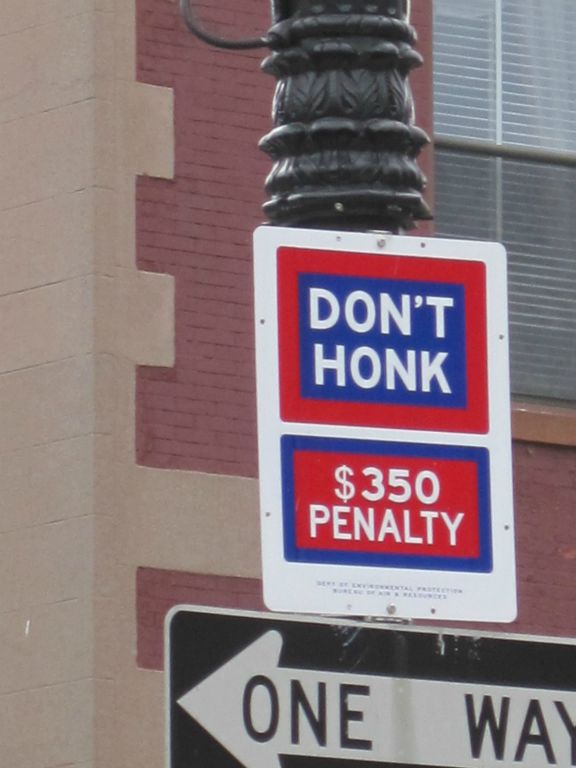 DON'T
HONK
$350
PENALTY
DEPT OF ENVIRONMENTAL PROTECTION
BUREAU OF AIR & RESOURCES
ONE WAY